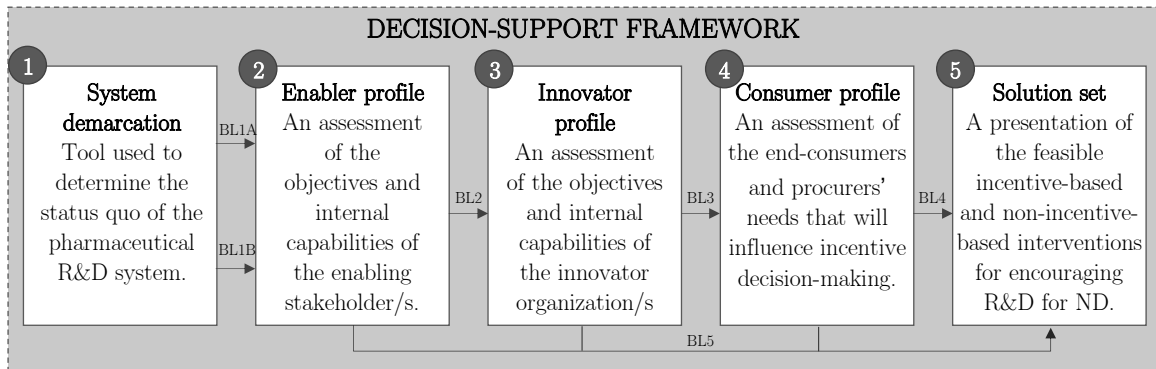 DECISION-SUPPORT FRAMEWORK
1
System
demarcation
Tool used to
determine the
status quo of the
pharmaceutical
R&D system.
BL1A
BL1B
2
Enabler profile
An assessment
of the
objectives and
internal
capabilities of
the enabling
stakeholder/s.
BL2
3
Innovator
profile
An assessment
of the objectives
and internal
capabilities of
the innovator
organization/s
BL3
4
Consumer profile
An assessment of
the end-consumers
and procurers'
needs that will
influence incentive
decision-making.
BL4
5
Solution set
A presentation of
the feasible
incentive-based
and non-incentive-
based interventions
for encouraging
R&D for ND.
BL5